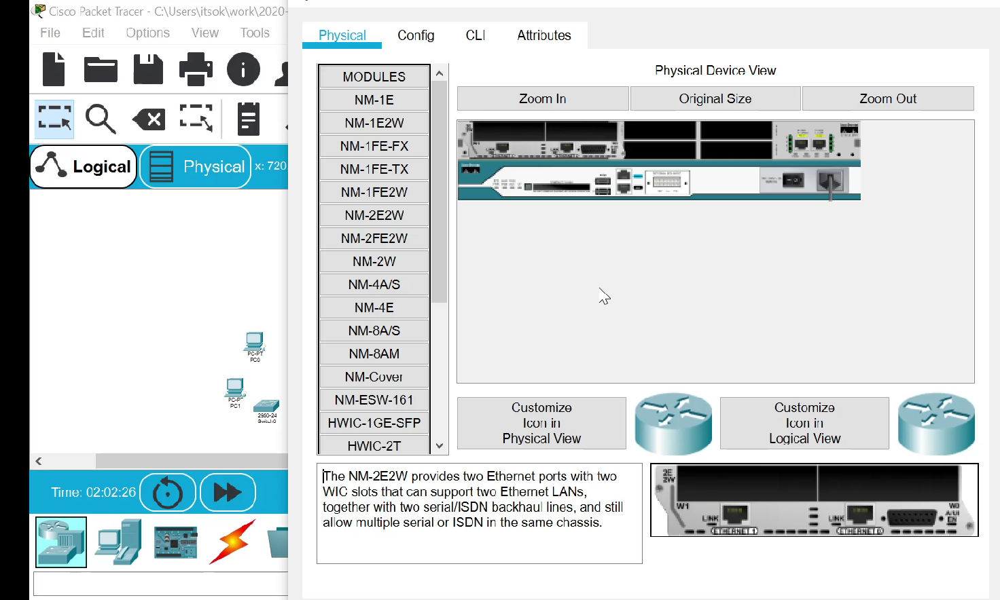 Cisco Packet Tracer - C:\Users\itsok\work\2020-
File Edit Options View Tools
Logical
Physical
x: 720
PC-PT
PC0
PC-PT
PC1
2950-24
Switch0
Time: 02:02:26
Physical Config CLI Attributes
MODULES
NM-1E
NM-1E2W
NM-1FE-FX
NM-1FE-TX
NM-1FE2W
NM-2E2W
NM-2FE2W
NM-2W
NM-4A/S
NM-4E
NM-8A/S
NM-8AM
NM-Cover
NM-ESW-161
HWIC-1GE-SFP
HWIC-2T
Physical Device View
Zoom In
Original Size
Zoom Out
Customize
Icon in
Physical View
Customize
Icon in
Logical View
The NM-2E2W provides two Ethernet ports with two
WIC slots that can support two Ethernet LANs,
together with two serial/ISDN backhaul lines, and still
allow multiple serial or ISDN in the same chassis.
2E
2W
W1
W0
LINK
ETHERNET 1
LINK
ETHERNET 0
AUI
EN